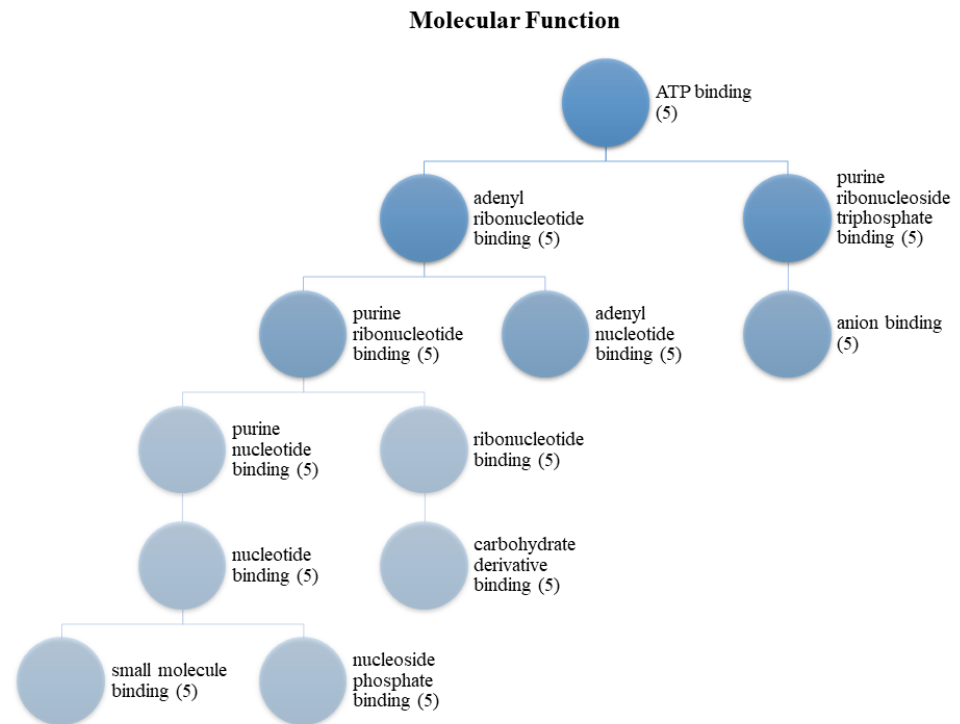 Molecular Function
ATP binding
(5)
adenyl
ribonucleotide
binding (5)
purine
ribonucleoside
triphosphate
binding (5)
purine
ribonucleotide
binding (5)
adenyl
nucleotide
binding (5)
anion binding
(5)
purine
nucleotide
binding (5)
ribonucleotide
binding (5)
nucleotide
binding (5)
carbohydrate
derivative
binding (5)
small molecule
binding (5)
nucleoside
phosphate
binding (5)